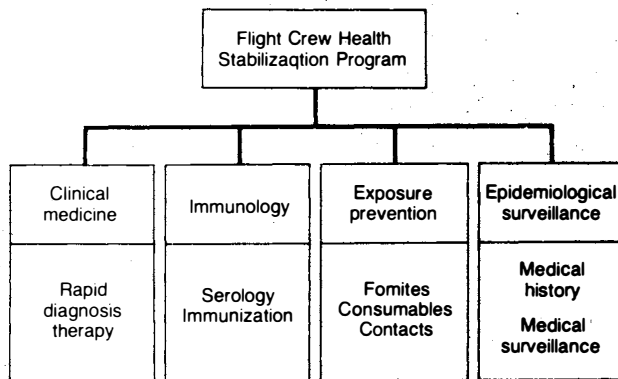 Flight Crew Health
Stabilizaqtion Program
Clinical
medicine
Immunology
Exposure
prevention
Epidemiological
surveillance
Rapid
diagnosis
therapy
Serology
Immunization
Fomites
Consumables
Contacts
Medical
history
Medical
surveillance